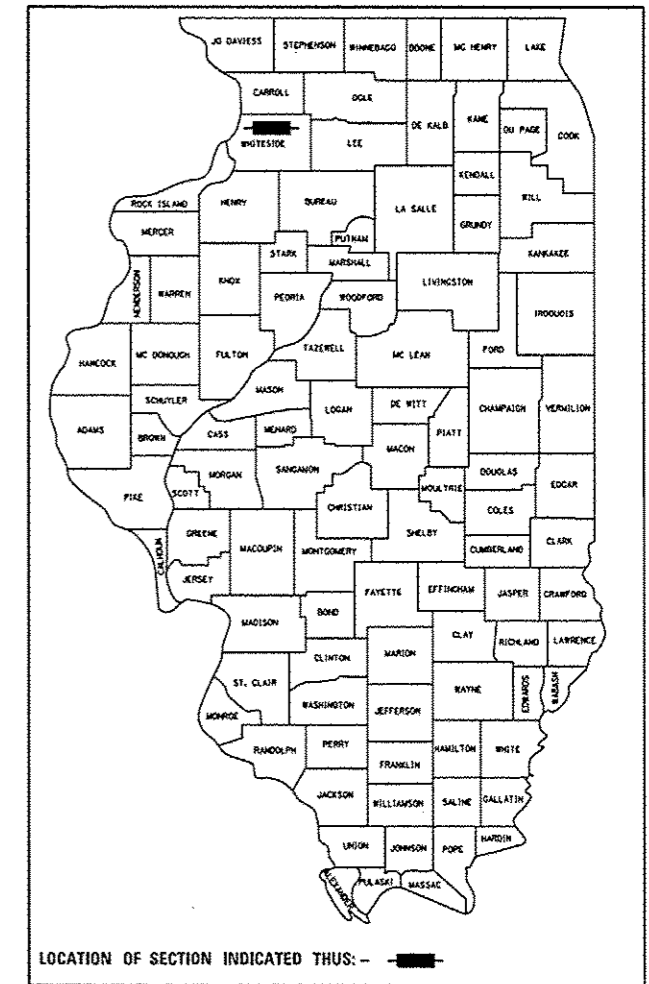 JO DAVIESS STEPHENSON WINNEBAGO BOONE MC HENRY LAKE
CARROLL OGLE DE KALB KANE DU PAGE COOK
WHITESIDE LEE KENDALL WILL
ROCK ISLAND HENRY BUREAU LA SALLE GRUNDY
MERCER PUTNAM KANKAKEE
HENDERSON WARREN KNOX STARK MARSHALL LIVINGSTON IROQUOIS
PEORIA WOODFORD
HANCOCK MC DONOUGH FULTON TAZEWELL MC LEAN FORD
MASON
SCHUYLER LOGAN DE WITT CHAMPAIGN VERMILION
ADAMS BROWN CASS MENARD PIATT
MACON
MORGAN SANGAMON DOUGLAS
PIKE SCOTT CHRISTIAN MOULTRIE EDGAR
COLES
CALHOUN GREENE MACOUPIN MONTGOMERY SHELBY CLARK
CUMBERLAND
JERSEY FAYETTE EFFINGHAM JASPER CRAWFORD
MADISON BOND
CLAY RICHLAND LAWRENCE
CLINTON MARION
ST. CLAIR WAYNE EDWARDS WABASH
MONROE WASHINGTON JEFFERSON
RANDOLPH PERRY HAMILTON WHITE
FRANKLIN
JACKSON WILLIAMSON SALINE GALLATIN
UNION JOHNSON POPE HARDIN
ALEXANDER PULASKI MASSAC
LOCATION OF SECTION INDICATED THUS: -